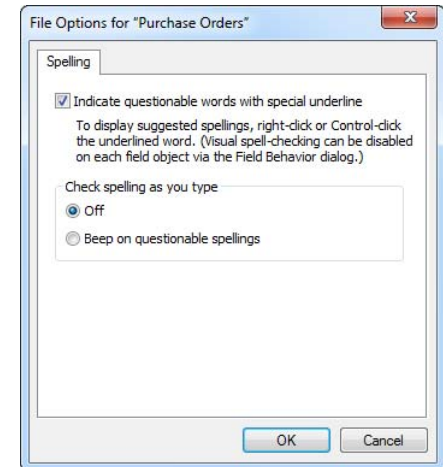 File Options for “Purchase Orders”
Spelling
Indicate questionable words with special underline
To display suggested spellings, right-click or Control-click
the underlined word. (Visual spell-checking can be disabled
on each field object via the Field Behavior dialog.)
Check spelling as you type
Off
Beep on questionable spellings
OK
Cancel